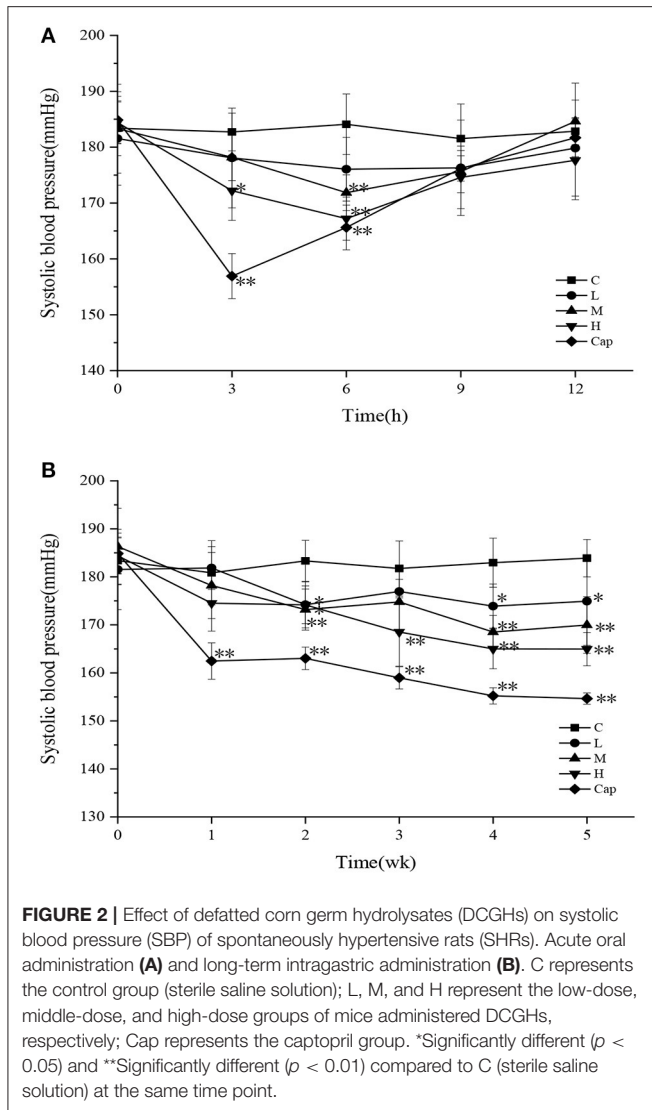 A
200
190
180
170
160
150
140
Systolic blood pressure(mmHg)
*
**
**
**
**
C
L
M
H
Cap
0
3
6
9
12
Time(h)
B
200
190
180
170
160
150
140
130
Systolic blood pressure(mmHg)
*
*
*
**
**
**
**
**
**
**
**
**
**
**
C
L
M
H
Cap
0
1
2
3
4
5
Time(wk)
FIGURE 2 | Effect of defatted corn germ hydrolysates (DCGHs) on systolic
blood pressure (SBP) of spontaneously hypertensive rats (SHRs). Acute oral
administration (A) and long-term intragastric administration (B). C represents
the control group (sterile saline solution); L, M, and H represent the low-dose,
middle-dose, and high-dose groups of mice administered DCGHs,
respectively; Cap represents the captopril group. *Significantly different (p <
0.05) and **Significantly different (p < 0.01) compared to C (sterile saline
solution) at the same time point.